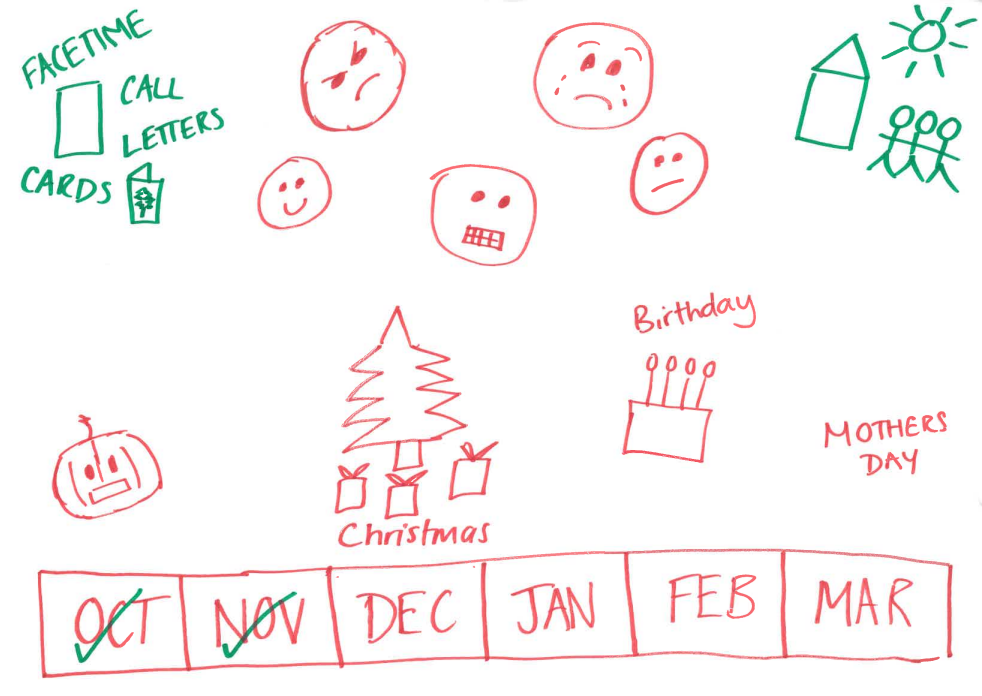 FACETIME
CALL
LETTERS
CARDS
Birthday
MOTHERS
DAY
Christmas
OCT NOV DEC JAN FEB MAR